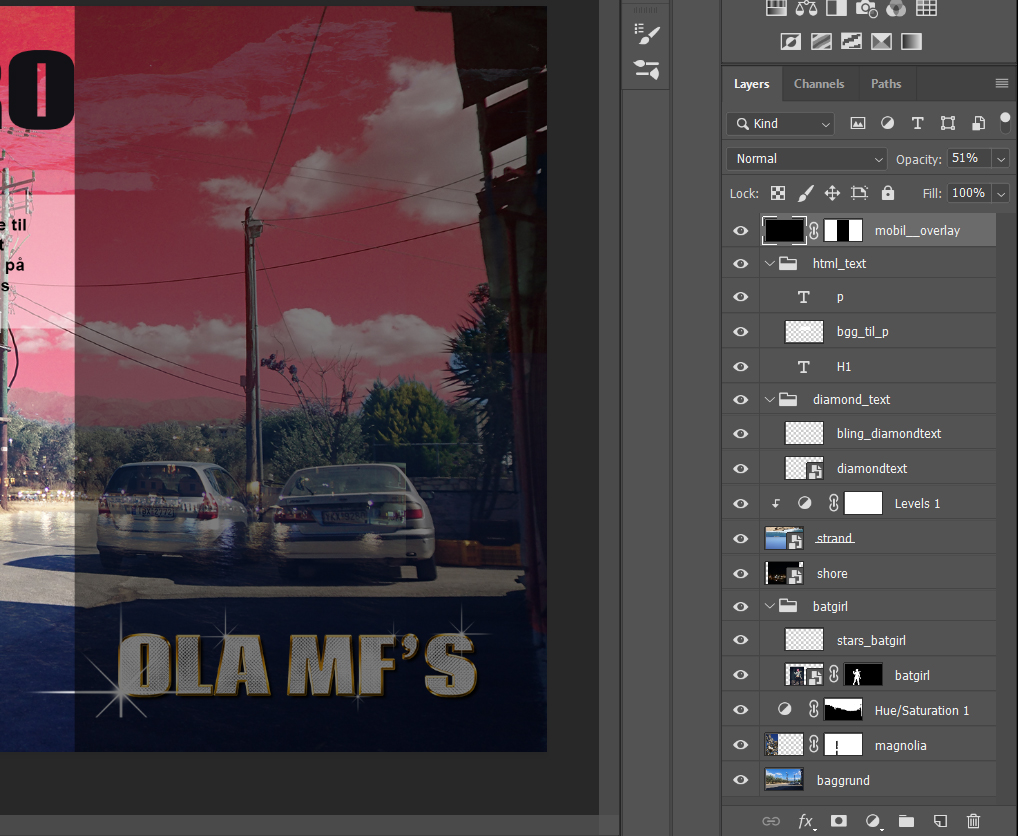 O
e til
t
på
s
OLA MF'S
Layers
Channels
Paths
Kind
Normal
Opacity: 51%
Lock:
Fill: 100%
mobil__overlay
html_text
T p
bgg_til_p
T H1
diamond_text
bling_diamondtext
diamondtext
Levels 1
strand
shore
batgirl
stars_batgirl
batgirl
Hue/Saturation 1
magnolia
baggrund
fx